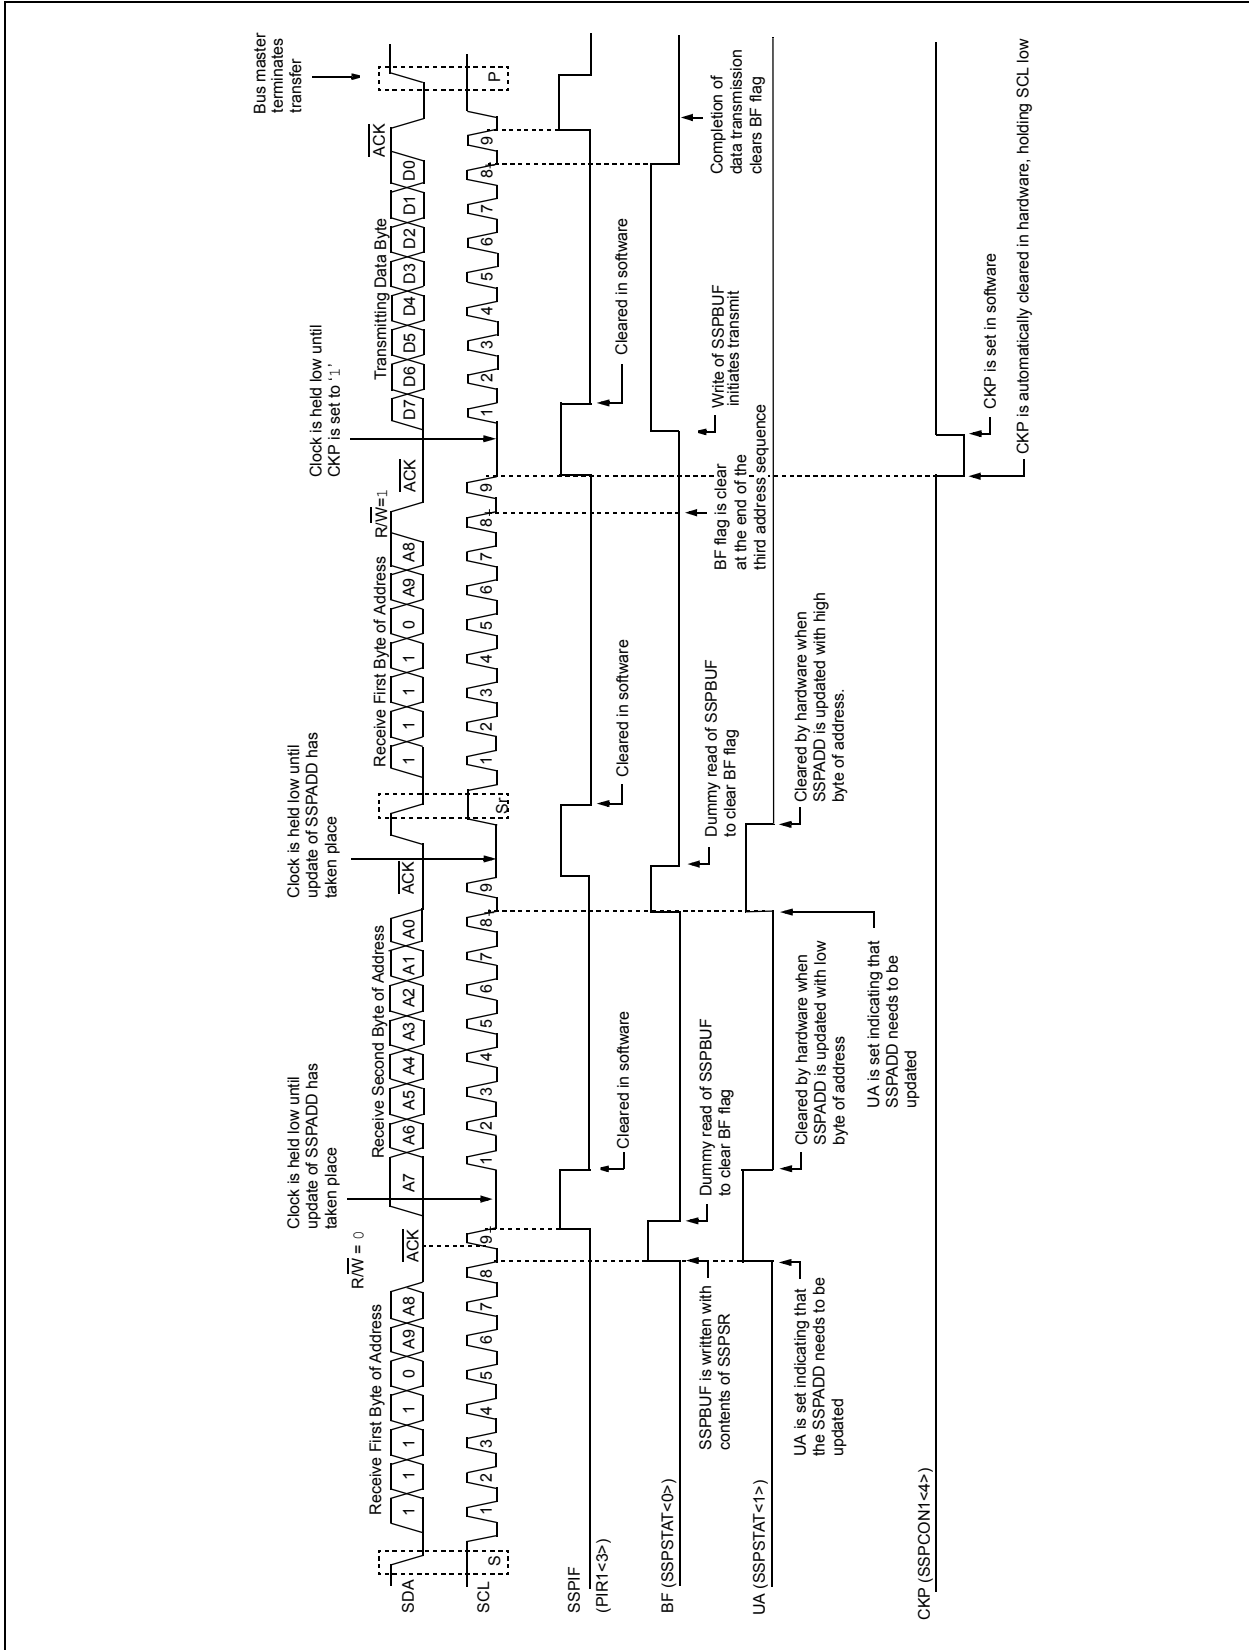 Bus master
terminates
transfer
Clock is held low until
CKP is set to '1'
Clock is held low until
update of SSPADD has
taken place
Clock is held low until
update of SSPADD has
taken place
Receive First Byte of Address
R/W = 0
Receive Second Byte of Address
Receive First Byte of Address
R/W=1
Transmitting Data Byte
SDA
1 1 1 1 0 A9 A8 ACK A7 A6 A5 A4 A3 A2 A1 A0 ACK 1 1 1 1 0 A9 A8 ACK D7 D6 D5 D4 D3 D2 D1 D0 ACK
SCL
S 1 2 3 4 5 6 7 8 9 1 2 3 4 5 6 7 8 9 Sr 1 2 3 4 5 6 7 8 9 1 2 3 4 5 6 7 8 9 P
SSPIF
(PIR1<3>)
Cleared in software
Cleared in software
Cleared in software
BF (SSPSTAT<0>)
SSPBUF is written with
contents of SSPSR
Dummy read of SSPBUF
to clear BF flag
Dummy read of SSPBUF
to clear BF flag
BF flag is clear
at the end of the
third address sequence
Write of SSPBUF
initiates transmit
Completion of
data transmission
clears BF flag
UA (SSPSTAT<1>)
UA is set indicating that
the SSPADD needs to be
updated
Cleared by hardware when
SSPADD is updated with low
byte of address
UA is set indicating that
SSPADD needs to be
updated
Cleared by hardware when
SSPADD is updated with high
byte of address.
CKP (SSPCON1<4>)
CKP is set in software
CKP is automatically cleared in hardware, holding SCL low